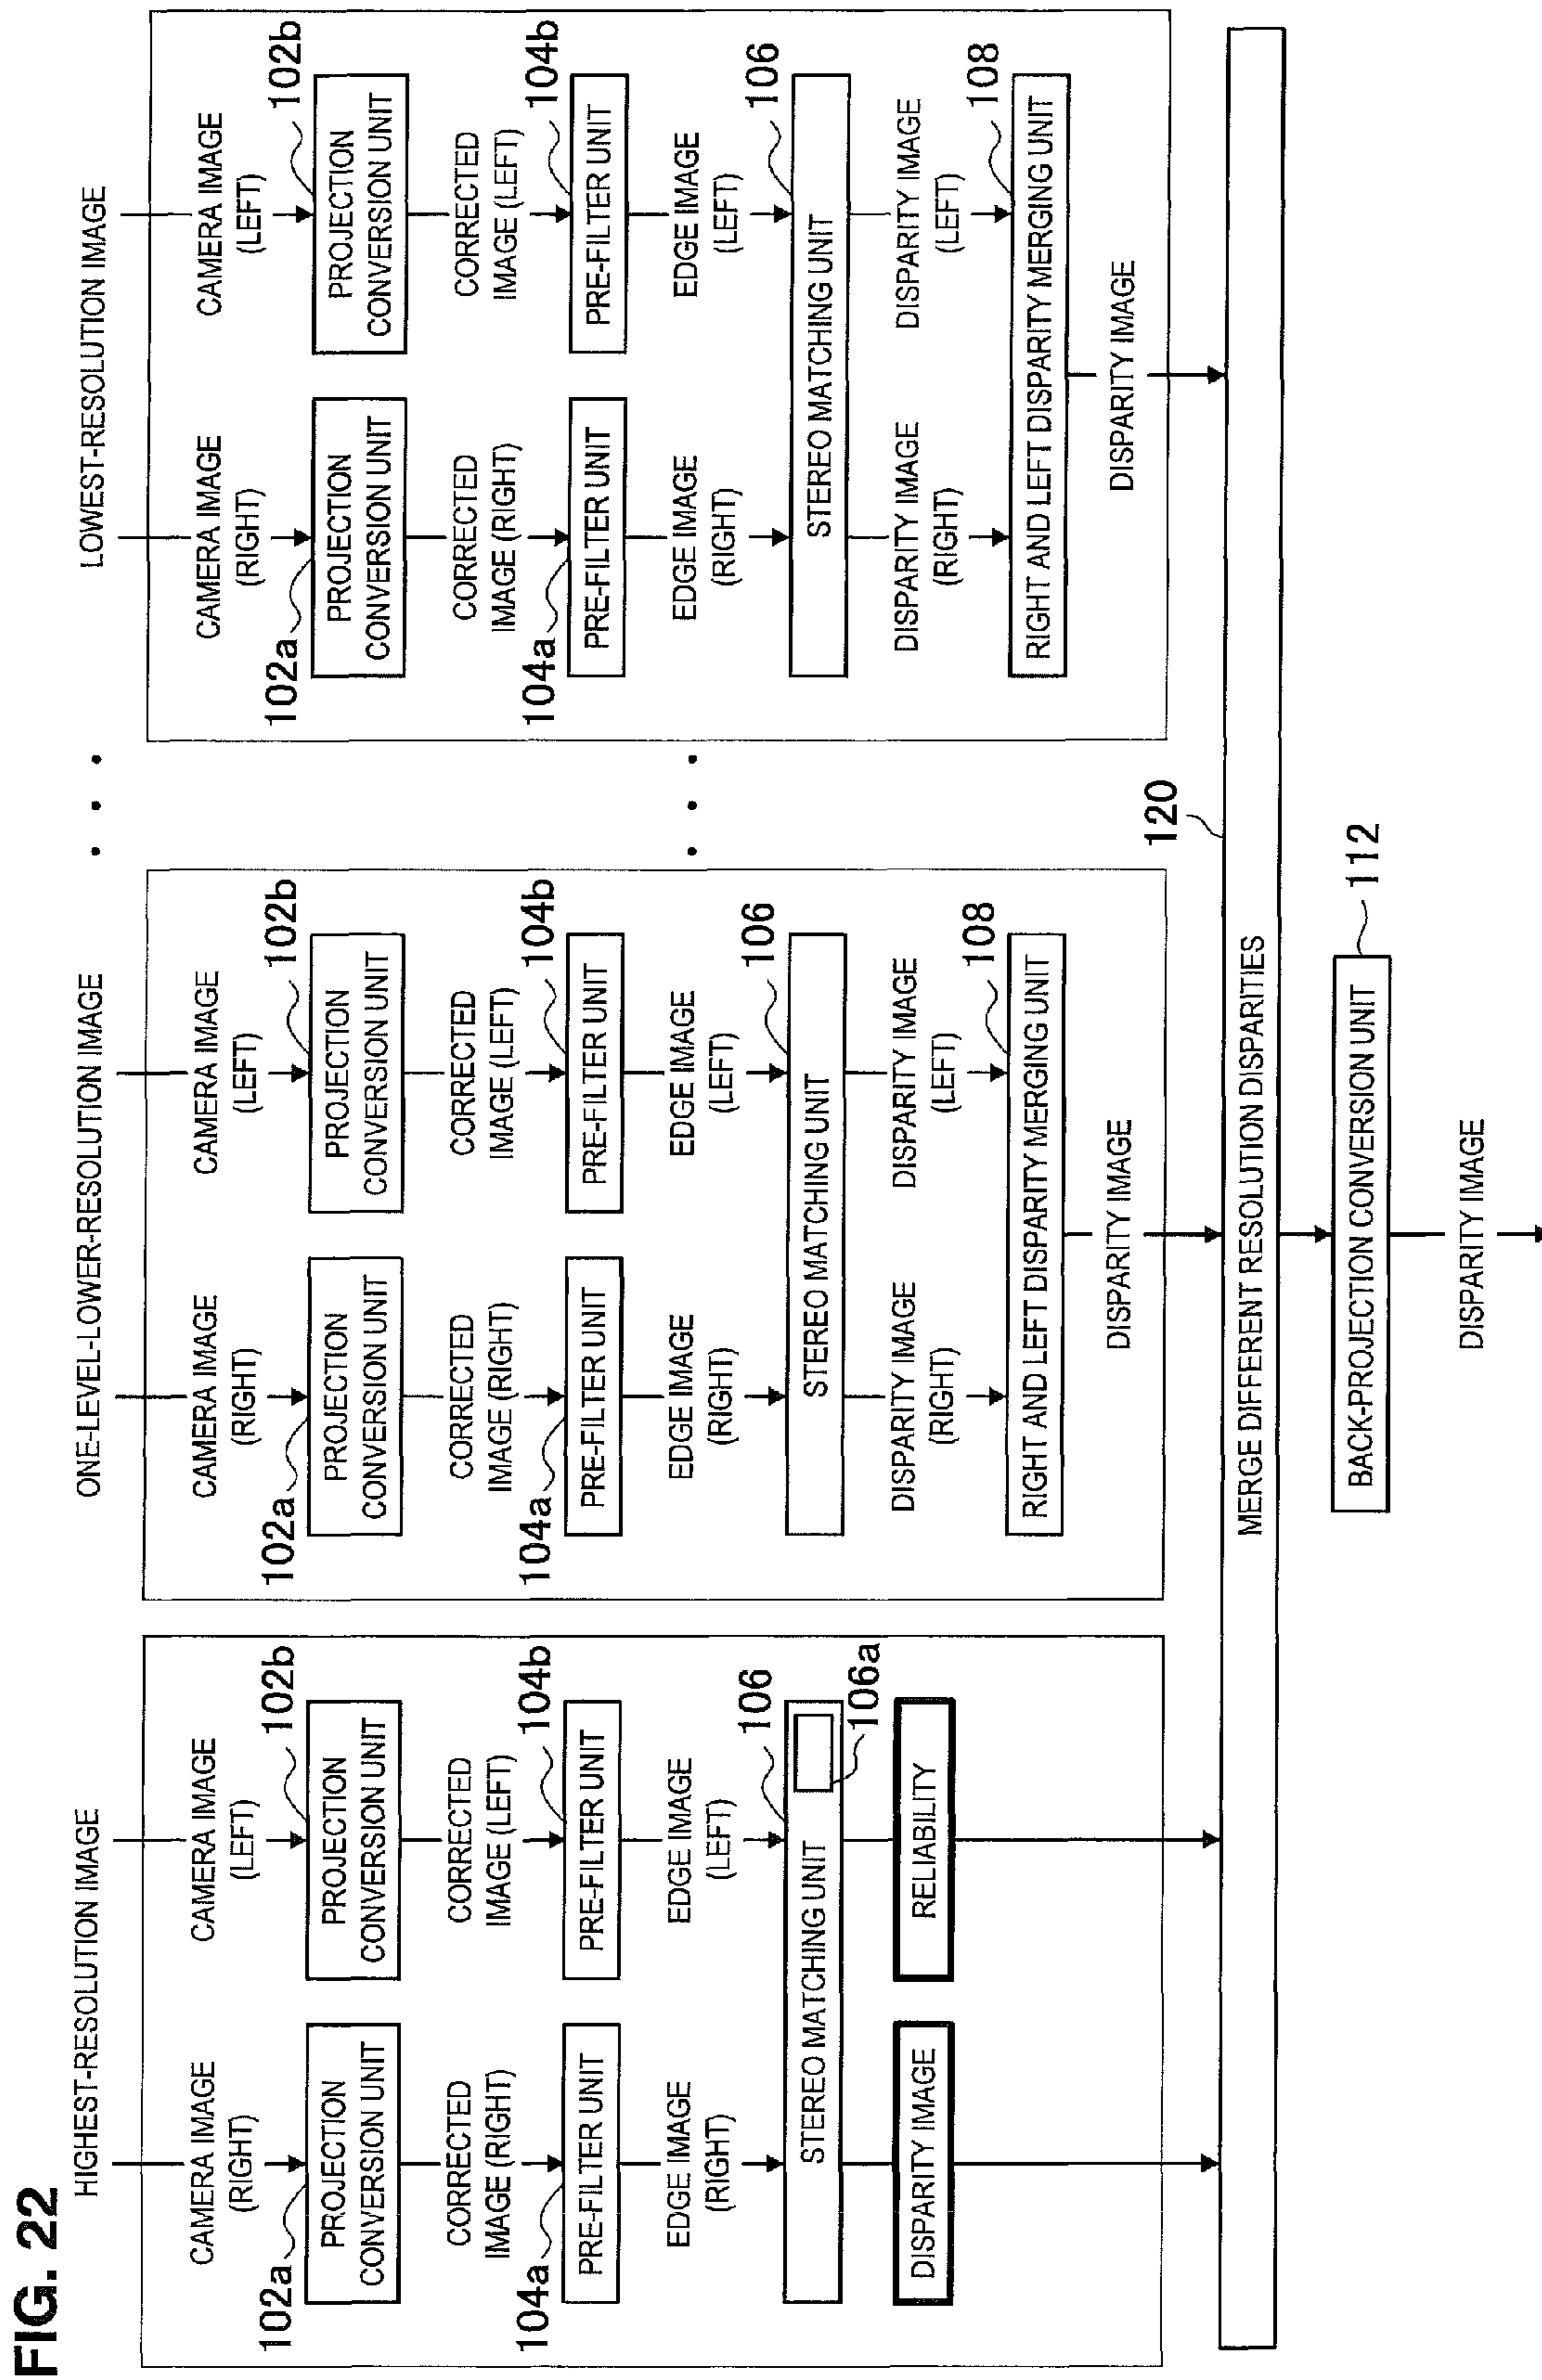 FIG. 22
HIGHEST-RESOLUTION IMAGE
CAMERA IMAGE
(RIGHT)
CAMERA IMAGE
(LEFT)
102a
PROJECTION
CONVERSION UNIT
102b
PROJECTION
CONVERSION UNIT
CORRECTED
IMAGE (RIGHT)
CORRECTED
IMAGE (LEFT)
104a
PRE-FILTER UNIT
104b
PRE-FILTER UNIT
EDGE IMAGE
(RIGHT)
EDGE IMAGE
(LEFT)
106
STEREO MATCHING UNIT
106a
DISPARITY IMAGE
RELIABILITY
ONE-LEVEL-LOWER-RESOLUTION IMAGE
CAMERA IMAGE
(RIGHT)
CAMERA IMAGE
(LEFT)
102a
PROJECTION
CONVERSION UNIT
102b
PROJECTION
CONVERSION UNIT
CORRECTED
IMAGE (RIGHT)
CORRECTED
IMAGE (LEFT)
104a
PRE-FILTER UNIT
104b
PRE-FILTER UNIT
EDGE IMAGE
(RIGHT)
EDGE IMAGE
(LEFT)
106
STEREO MATCHING UNIT
DISPARITY IMAGE
(RIGHT)
DISPARITY IMAGE
(LEFT)
108
RIGHT AND LEFT DISPARITY MERGING UNIT
DISPARITY IMAGE
. . .
. . .
LOWEST-RESOLUTION IMAGE
CAMERA IMAGE
(RIGHT)
CAMERA IMAGE
(LEFT)
102a
PROJECTION
CONVERSION UNIT
102b
PROJECTION
CONVERSION UNIT
CORRECTED
IMAGE (RIGHT)
CORRECTED
IMAGE (LEFT)
104a
PRE-FILTER UNIT
104b
PRE-FILTER UNIT
EDGE IMAGE
(RIGHT)
EDGE IMAGE
(LEFT)
106
STEREO MATCHING UNIT
DISPARITY IMAGE
(RIGHT)
DISPARITY IMAGE
(LEFT)
108
RIGHT AND LEFT DISPARITY MERGING UNIT
DISPARITY IMAGE
120
MERGE DIFFERENT RESOLUTION DISPARITIES
112
BACK-PROJECTION CONVERSION UNIT
DISPARITY IMAGE